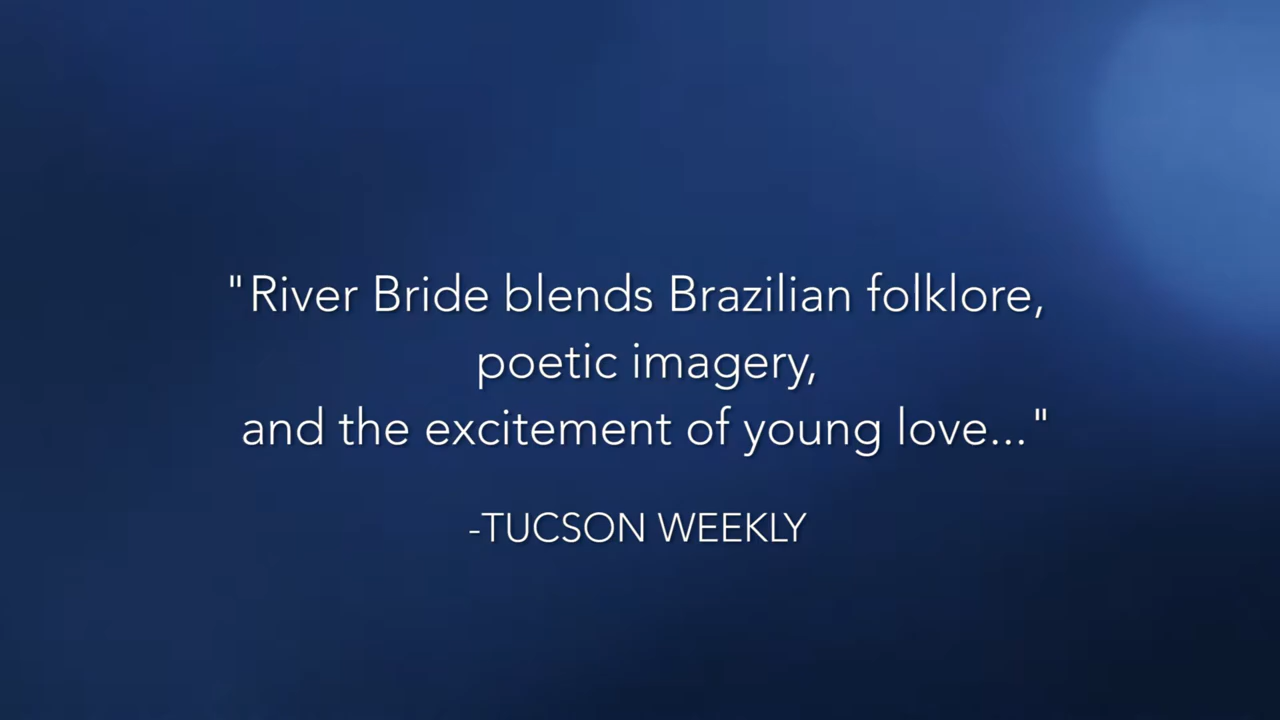 "River Bride blends Brazilian folklore,
poetic imagery,
and the excitement of young love..."
-TUCSON WEEKLY